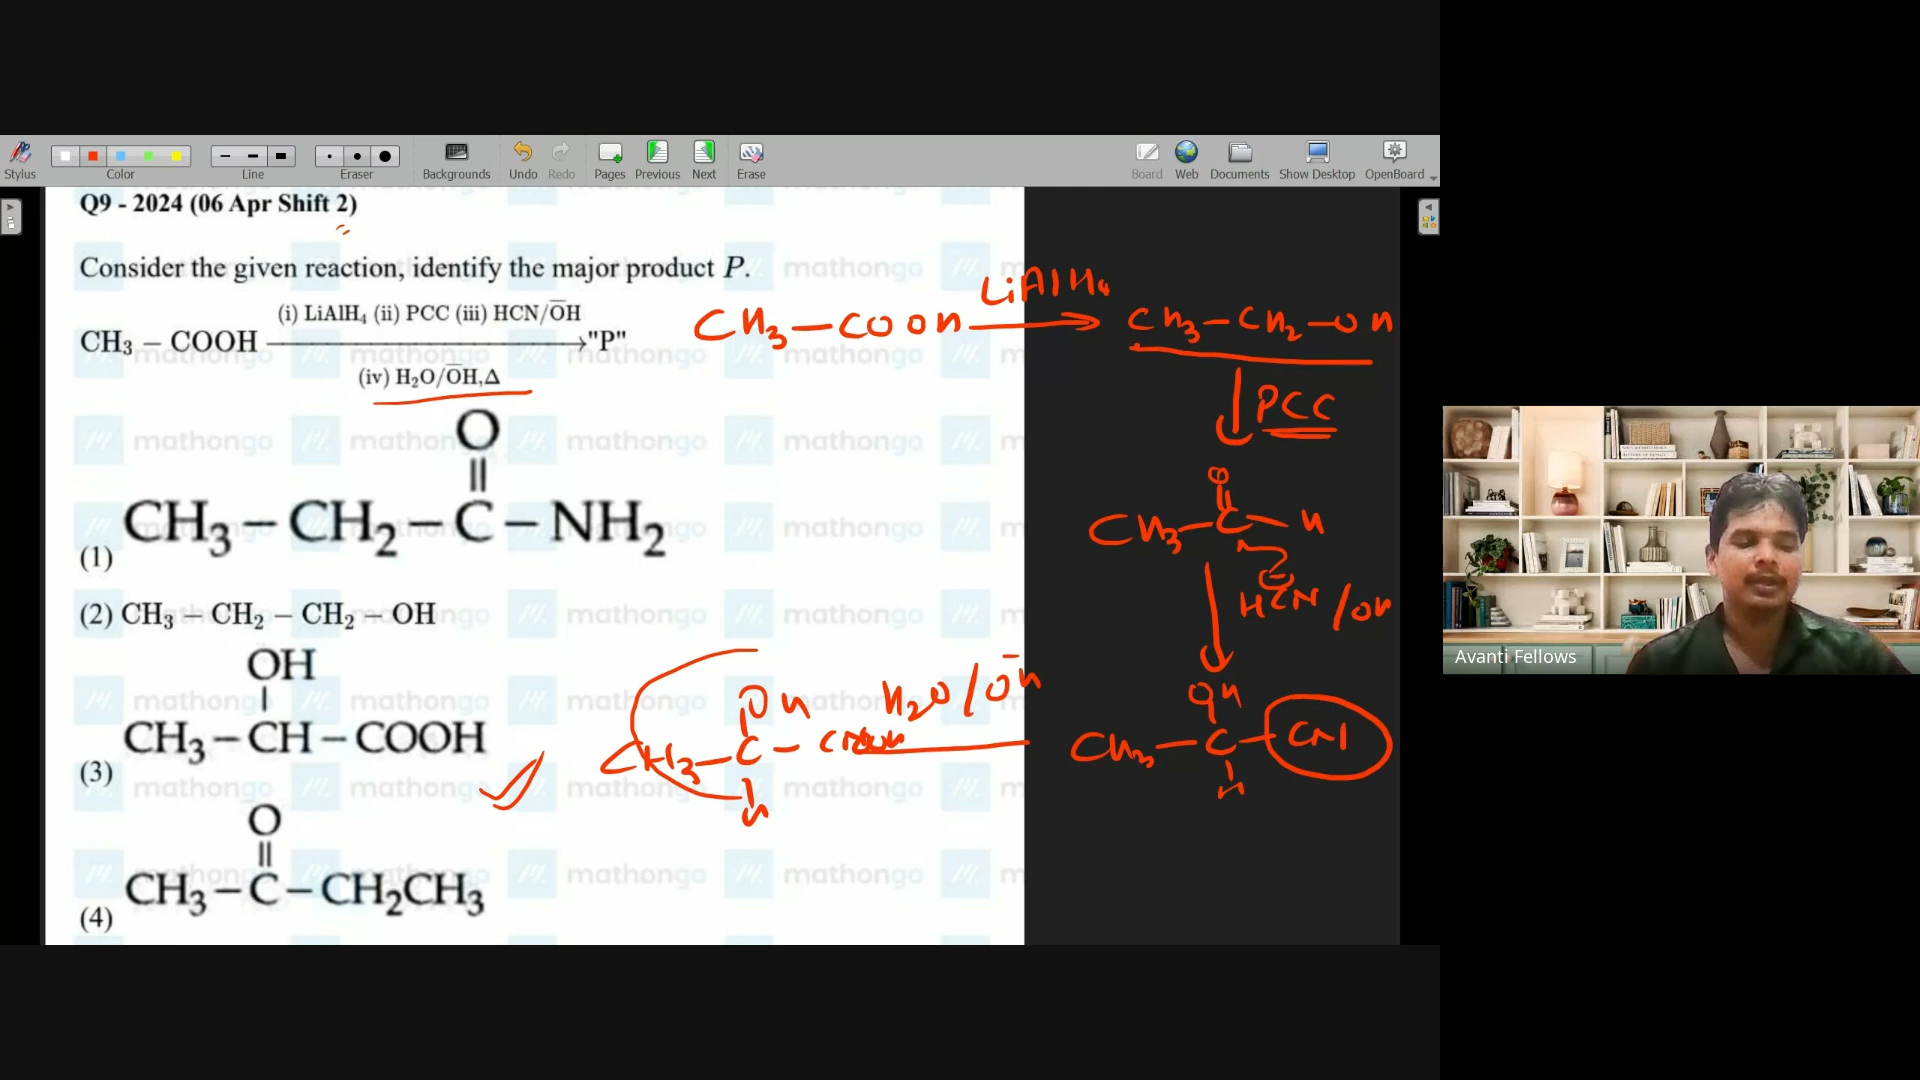 Stylus
Color
Line
Eraser
Backgrounds
Undo
Redo
Pages
Previous
Next
Erase
Board
Web
Documents
Show Desktop
OpenBoard
Q9 - 2024 (06 Apr Shift 2)
Consider the given reaction, identify the major product P.
(i) LiAlH₄ (ii) PCC (iii) HCN/O̅H
CH₃ – COOH → "P"
(iv) H₂O/O̅H,Δ
O
||
(1) CH₃ – CH₂ – C – NH₂
(2) CH₃ – CH₂ – CH₂ – OH
OH
|
(3) CH₃ – CH – COOH
O
||
(4) CH₃ – C – CH₂CH₃
CH₃ – COOH
LiAlH₄
CH₃ – CH₂ – OH
PCC
O
||
CH₃ – C – H
HCN / OH
OH
CH₃ – C – CN
H
H₂O / O̅H
OH
CH₃ – C –
H
mathongo
Avanti Fellows